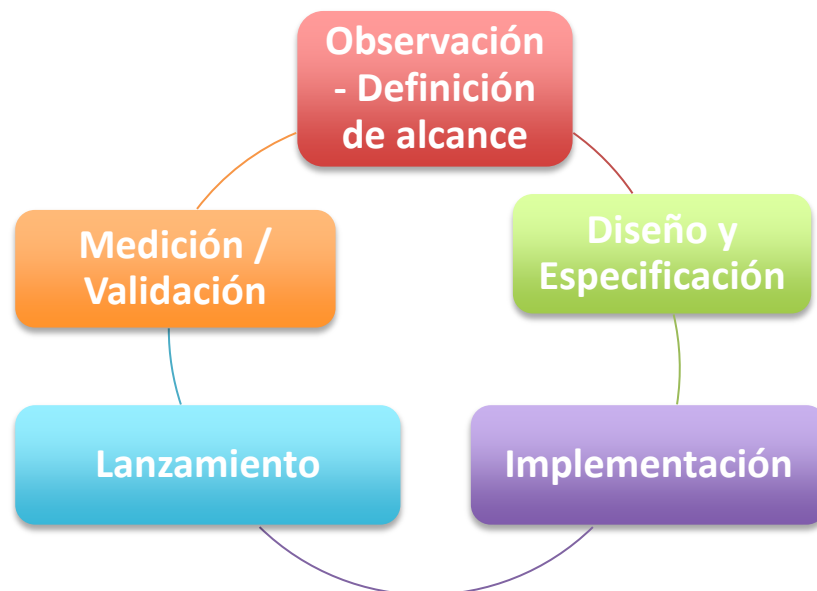 Observación
- Definición
de alcance
Diseño y
Especificación
Implementación
Lanzamiento
Medición /
Validación